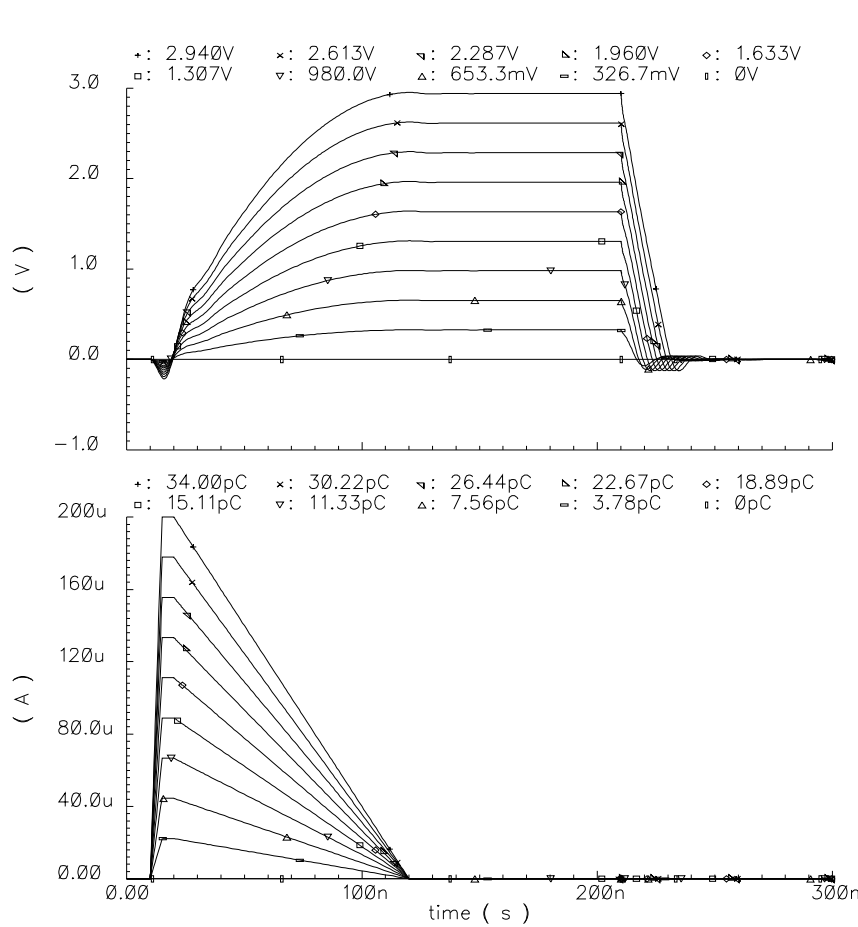 +: 2.940V ×: 2.613V : 2.287V : 1.960V ◇: 1.633V
□: 1.307V ▽: 980.0V △: 653.3mV : 326.7mV : 0V
3.0
2.0
1.0
0.0
-1.0
( V )
+: 34.00pC ×: 30.22pC : 26.44pC : 22.67pC ◇: 18.89pC
□: 15.11pC ▽: 11.33pC △: 7.56pC : 3.78pC : 0pC
200u
160u
120u
80.0u
40.0u
0.00
( A )
0.00 100n 200n 300n
time ( s )